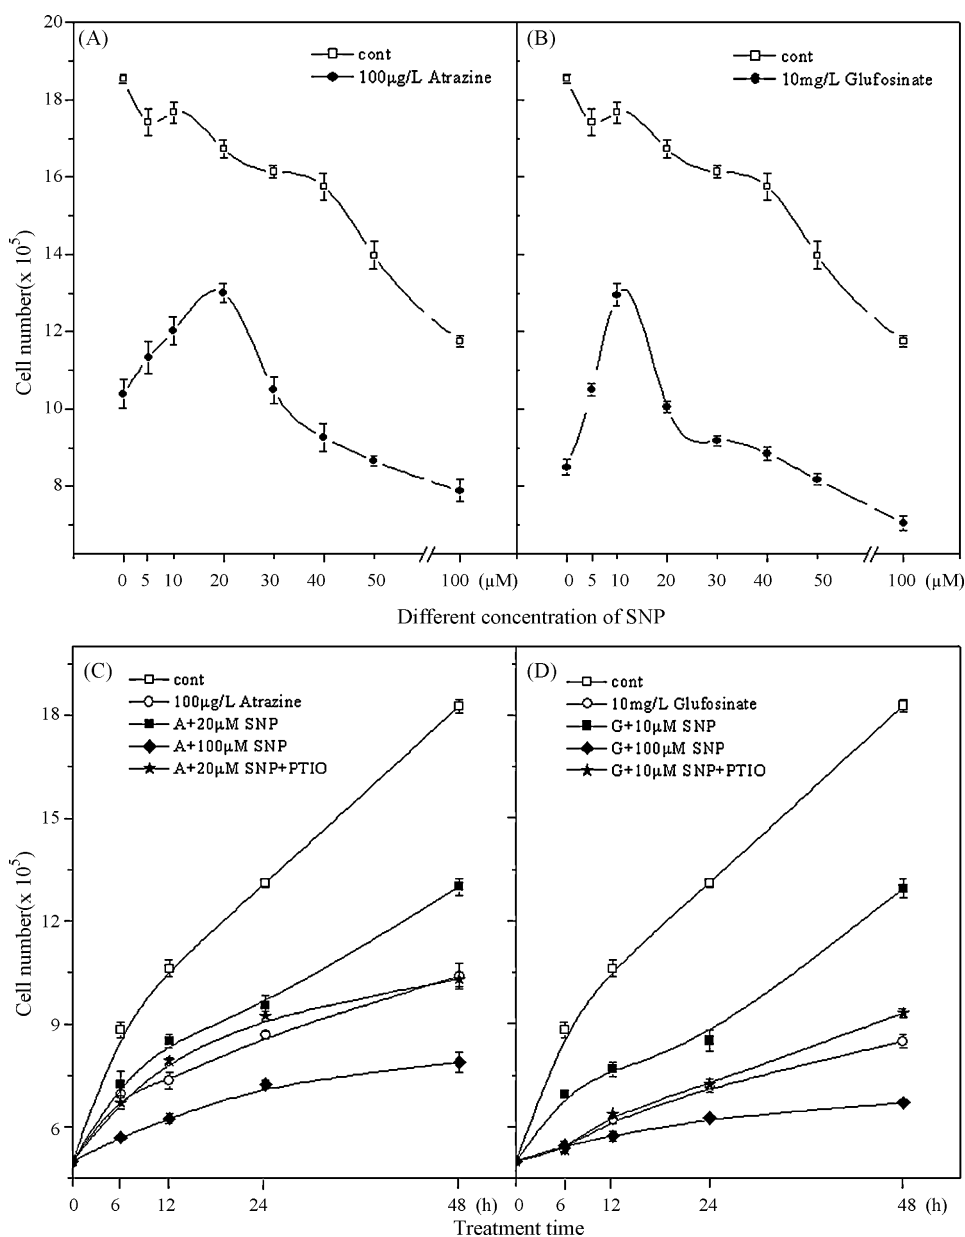 (A)
cont
100μg/L Atrazine
(B)
cont
10mg/L Glufosinate
20
18
16
14
12
10
8
Cell number(x 10⁵)
0 5 10 20 30 40 50 100 (μM)
0 5 10 20 30 40 50 100 (μM)
Different concentration of SNP
(C)
cont
100μg/L Atrazine
A+20μM SNP
A+100μM SNP
A+20μM SNP+PTIO
(D)
cont
10mg/L Glufosinate
G+10μM SNP
G+100μM SNP
G+10μM SNP+PTIO
18
15
12
9
6
Cell number(x 10⁵)
0 6 12 24 48 (h)
0 6 12 24 48 (h)
Treatment time